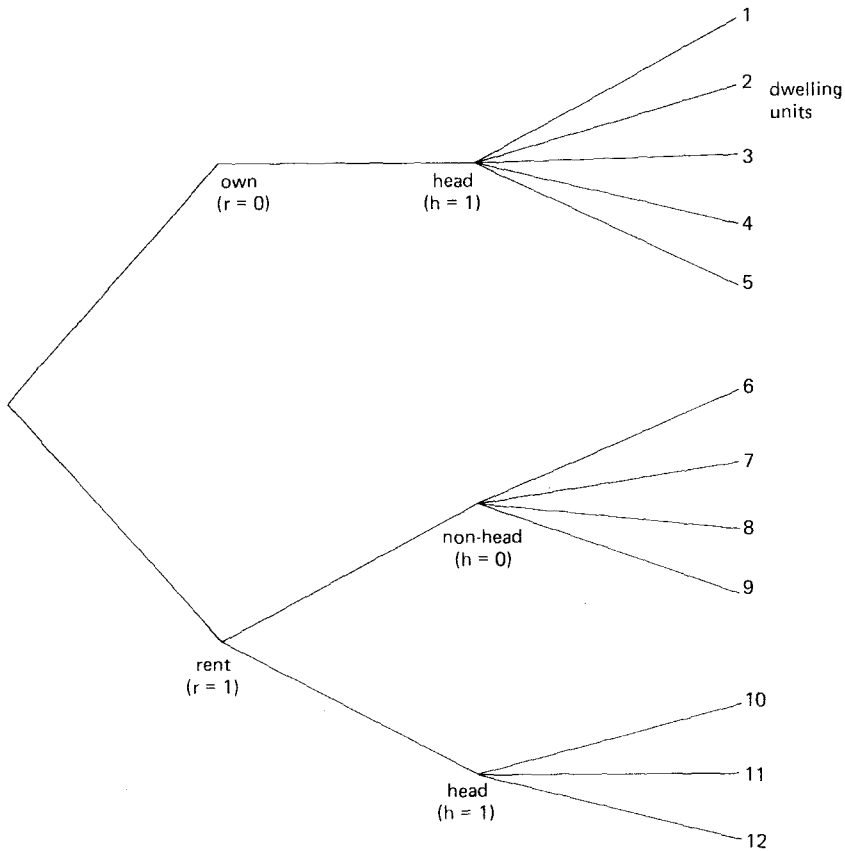 1
2
dwelling
units
3
own
(r = 0)
head
(h = 1)
4
5
6
7
non-head
(h = 0)
8
9
rent
(r = 1)
10
11
head
(h = 1)
12